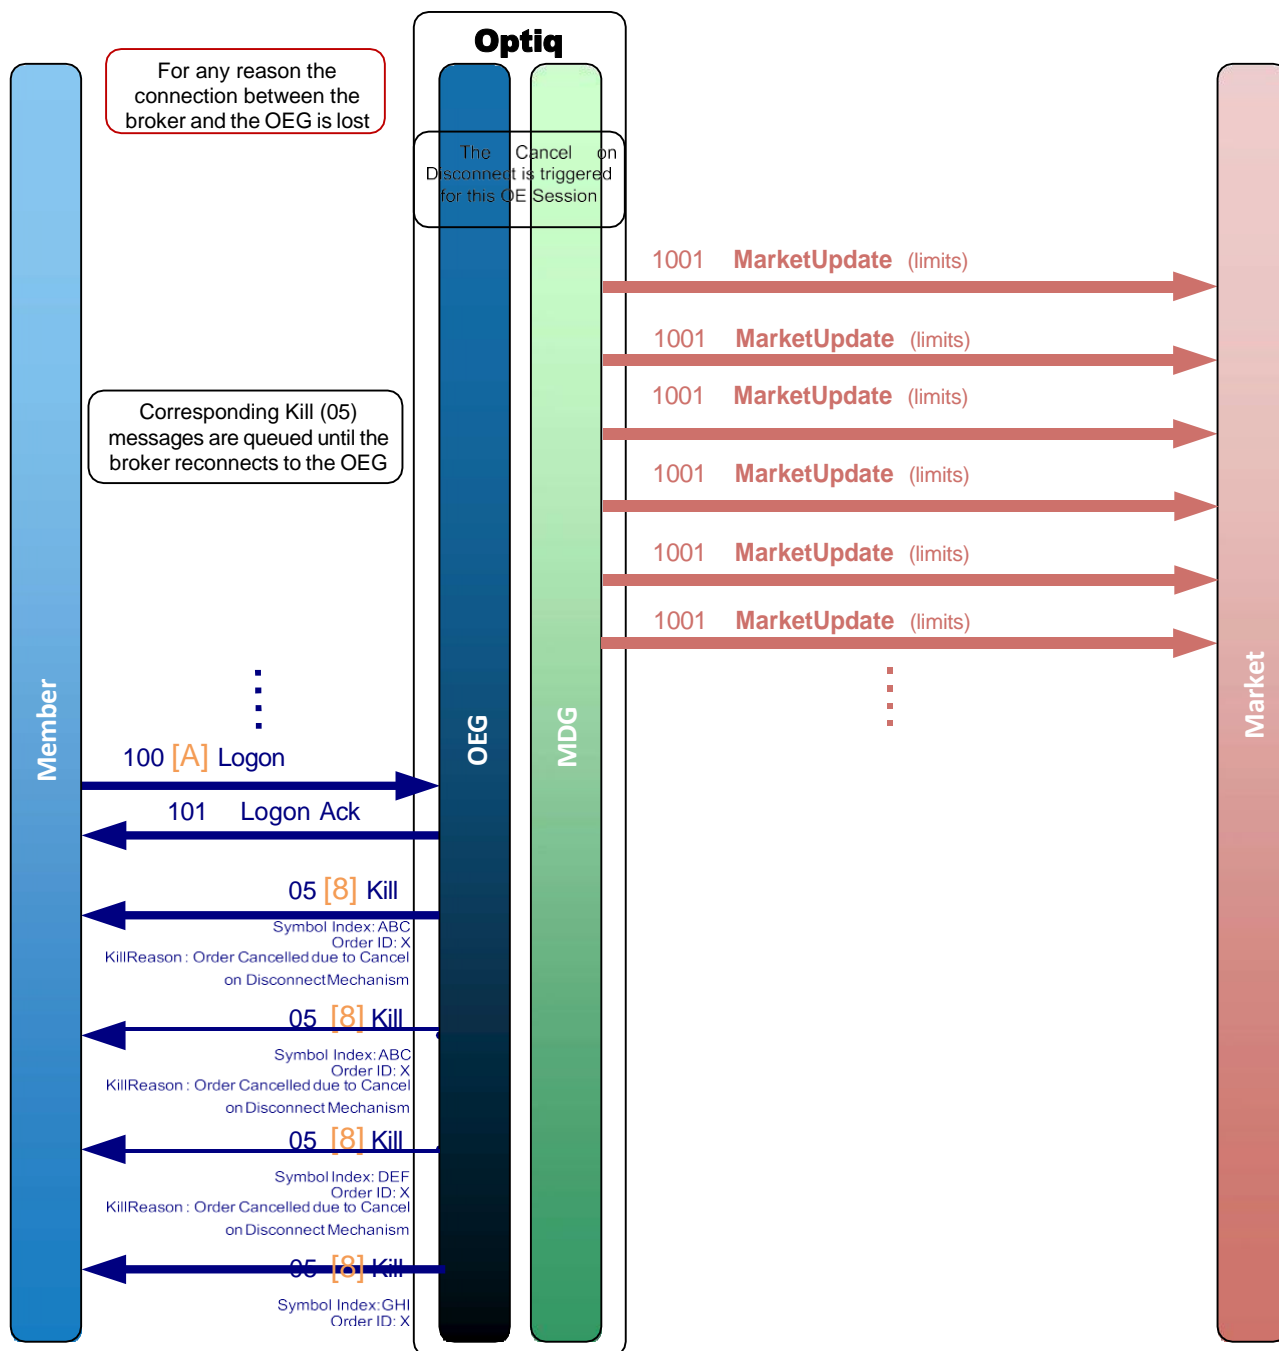 Optiq
For any reason the
connection between the
broker and the OEG is lost
The Cancel on
Disconnect is triggered
for this OE Session
1001 MarketUpdate (limits)
1001 MarketUpdate (limits)
1001 MarketUpdate (limits)
Corresponding Kill (05)
messages are queued until the
broker reconnects to the OEG
1001 MarketUpdate (limits)
1001 MarketUpdate (limits)
1001 MarketUpdate (limits)
Member
OEG
MDG
Market
100 [A] Logon
101 Logon Ack
05 [8] Kill
Symbol Index: ABC
Order ID: X
KillReason : Order Cancelled due to Cancel
on Disconnect Mechanism
05 [8] Kill
Symbol Index: ABC
Order ID: X
KillReason : Order Cancelled due to Cancel
on Disconnect Mechanism
05 [8] Kill
Symbol Index: DEF
Order ID: X
KillReason : Order Cancelled due to Cancel
on Disconnect Mechanism
05 [8] Kill
Symbol Index: GHI
Order ID: X